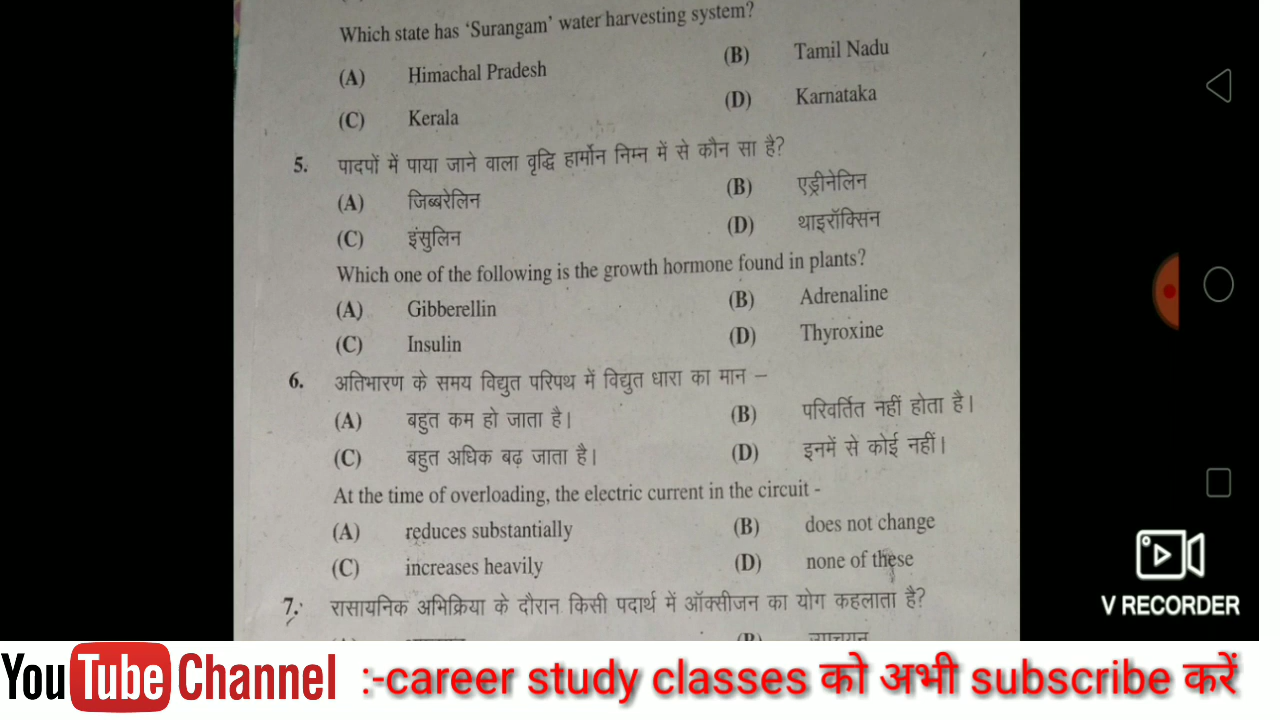 Which state has ‘Surangam’ water harvesting system?
(A) Himachal Pradesh (B) Tamil Nadu
(C) Kerala (D) Karnataka
5. पादपों में पाया जाने वाला वृद्धि हार्मोन निम्न में से कौन सा है?
(A) जिब्बरेलिन (B) एड्रीनेलिन
(C) इंसुलिन (D) थाइरॉक्सिन
Which one of the following is the growth hormone found in plants?
(A) Gibberellin (B) Adrenaline
(C) Insulin (D) Thyroxine
6. अतिभारण के समय विद्युत परिपथ में विद्युत धारा का मान –
(A) बहुत कम हो जाता है। (B) परिवर्तित नहीं होता है।
(C) बहुत अधिक बढ़ जाता है। (D) इनमें से कोई नहीं।
At the time of overloading, the electric current in the circuit -
(A) reduces substantially (B) does not change
(C) increases heavily (D) none of these
7. रासायनिक अभिक्रिया के दौरान किसी पदार्थ में ऑक्सीजन का योग कहलाता है?
V RECORDER
YouTube Channel :-career study classes को अभी subscribe करें